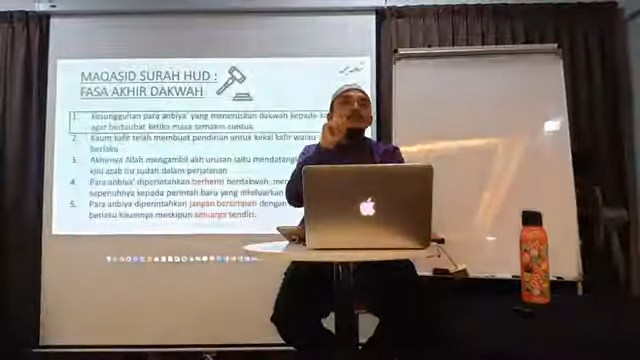 MAQASID SURAH HUD :
FASA AKHIR DAKWAH
1. Kesungguhan para anbiya' yang meneruskan dakwah kepada
agar bertaubat ketika masa semakin suntuk.
2. Kaum kafir telah membuat pendirian untuk kekal kafir walau
berlaku
3. Akhirnya Allah mengambil alih urusan iaitu mendatang
kini azab itu sudah dalam perjalanan
4. Para anbiya' diperintahkan berhenti berdakwah,
sepenuhnya kepada perintah baru yang dikeluarkan
5. Para anbiya diperintahkan jangan bersimpati dengan
berlaku kaumnya meskipun keluarga sendiri.